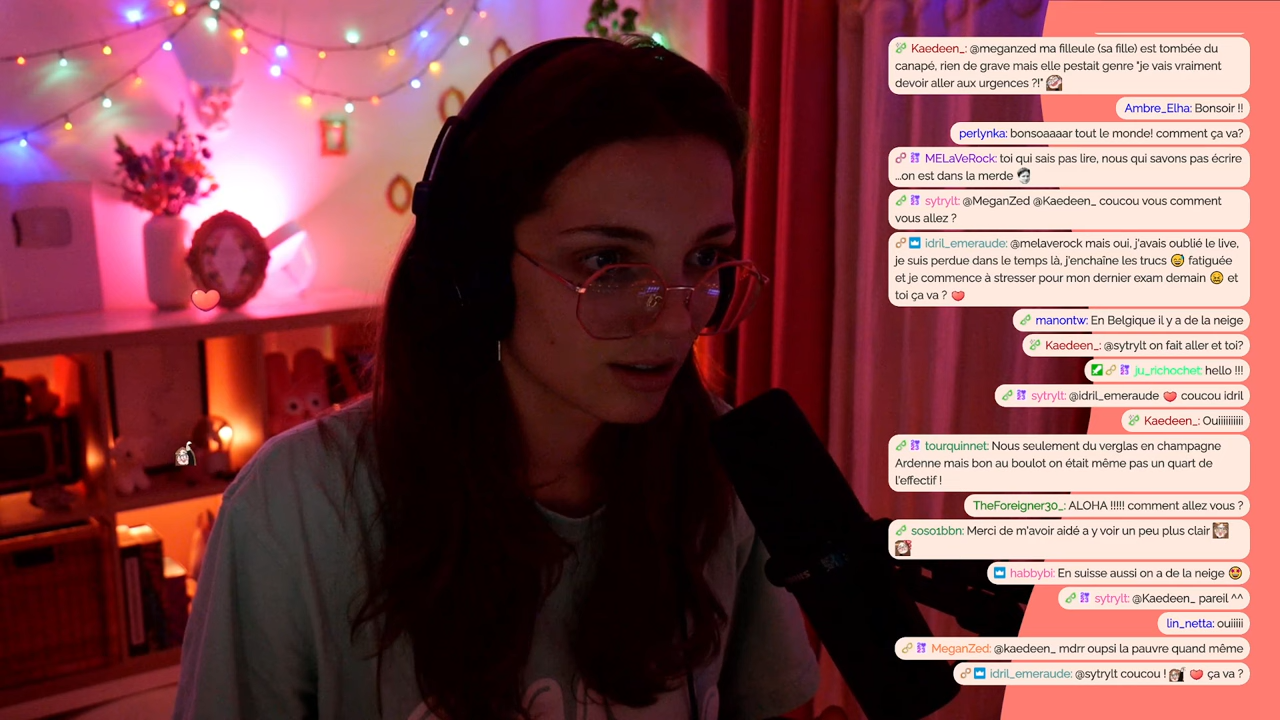 Kaedeen_: @meganzed ma filleule (sa fille) est tombée du
canapé, rien de grave mais elle pestait genre "je vais vraiment
devoir aller aux urgences ?!"
Ambre_Elha: Bonsoir !!
perlynka: bonsoaaaar tout le monde! comment ça va?
MELaVeRock: toi qui sais pas lire, nous qui savons pas écrire
...on est dans la merde
sytrylt: @MeganZed @Kaedeen_ coucou vous comment
vous allez ?
idril_emeraude: @melaverock mais oui, j'avais oublié le live,
je suis perdue dans le temps là, j'enchaîne les trucs 😅 fatiguée
et je commence à stresser pour mon dernier exam demain 😖 et
toi ça va ? ❤️
manontw: En Belgique il y a de la neige
Kaedeen_: @sytrylt on fait aller et toi?
ju_richochet: hello !!!
sytrylt: @idril_emeraude ❤️ coucou idril
Kaedeen_: Ouiiiiiiiiii
tourquinnet: Nous seulement du verglas en champagne
Ardenne mais bon au boulot on était même pas un quart de
l'effectif !
TheForeigner30_: ALOHA !!!!! comment allez vous ?
soso1bbn: Merci de m'avoir aidé a y voir un peu plus clair
habbybi: En suisse aussi on a de la neige 😍
sytrylt: @Kaedeen_ pareil ^^
lin_netta: ouiiiii
MeganZed: @kaedeen_ mdrr oupsi la pauvre quand même
idril_emeraude: @sytrylt coucou ! ❤️ ça va ?